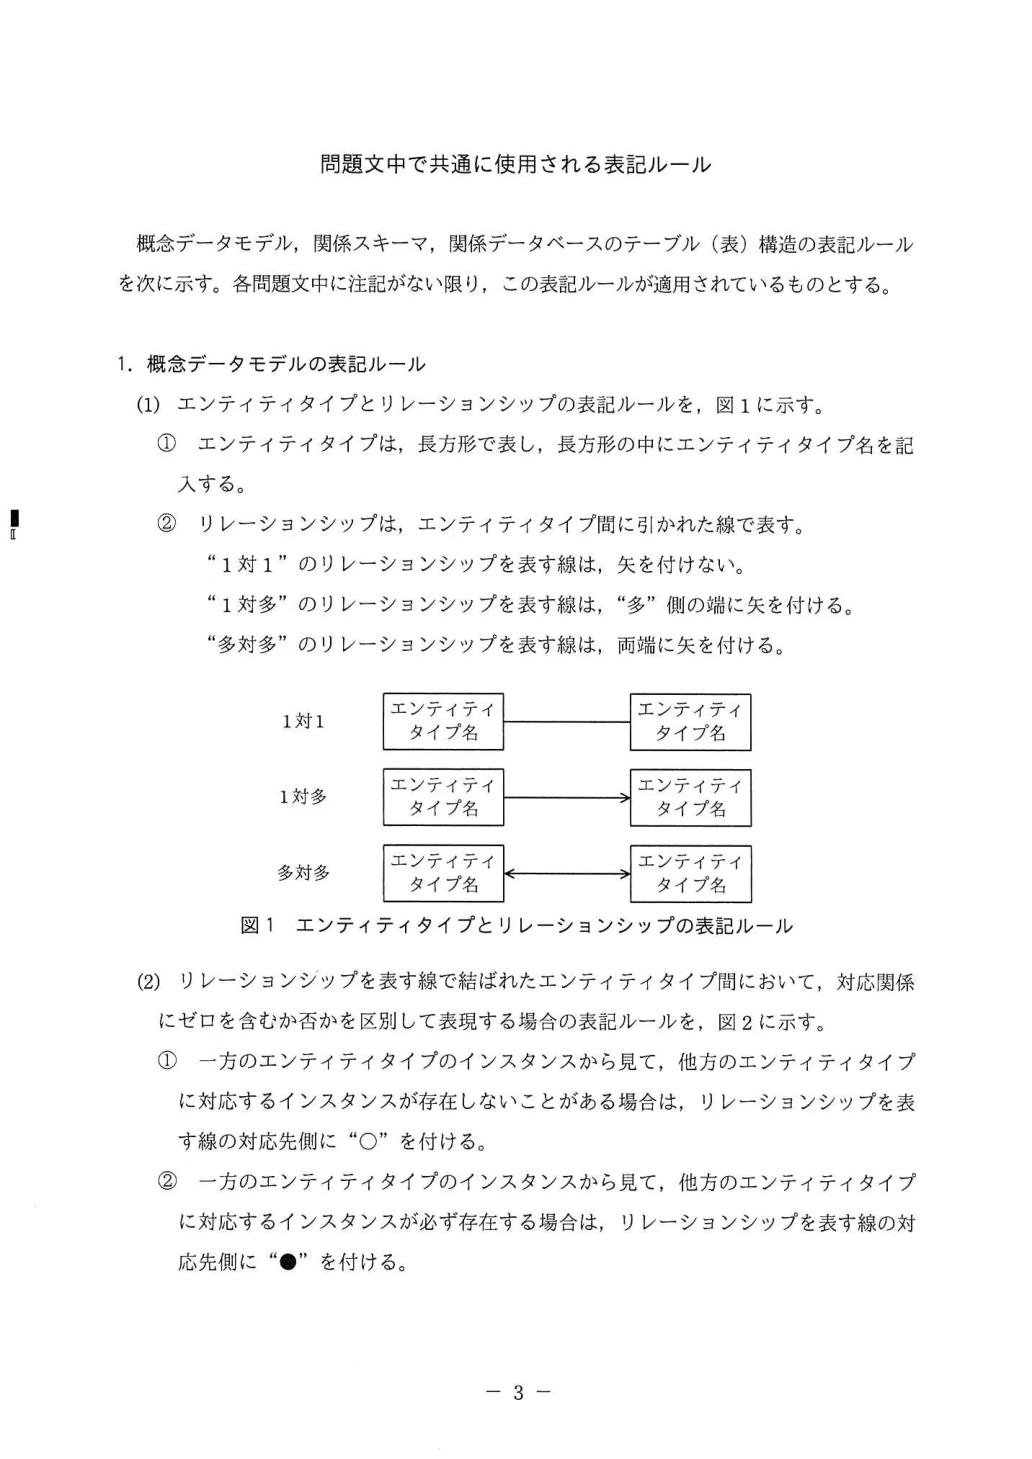 問題文中で共通に使用される表記ルール
概念データモデル，関係スキーマ，関係データベースのテーブル（表）構造の表記ルール
を次に示す。各問題文中に注記がない限り，この表記ルールが適用されているものとする。
1．概念データモデルの表記ルール
(1) エンティティタイプとリレーションシップの表記ルールを，図1に示す。
① エンティティタイプは，長方形で表し，長方形の中にエンティティタイプ名を記
入する。
② リレーションシップは，エンティティタイプ間に引かれた線で表す。
“1対1”のリレーションシップを表す線は，矢を付けない。
“1対多”のリレーションシップを表す線は，“多”側の端に矢を付ける。
“多対多”のリレーションシップを表す線は，両端に矢を付ける。
1対1
エンティティ
タイプ名
エンティティ
タイプ名
1対多
エンティティ
タイプ名
エンティティ
タイプ名
多対多
エンティティ
タイプ名
エンティティ
タイプ名
図1 エンティティタイプとリレーションシップの表記ルール
(2) リレーションシップを表す線で結ばれたエンティティタイプ間において，対応関係
にゼロを含むか否かを区別して表現する場合の表記ルールを，図2に示す。
① 一方のエンティティタイプのインスタンスから見て，他方のエンティティタイプ
に対応するインスタンスが存在しないことがある場合は，リレーションシップを表
す線の対応先側に“○”を付ける。
② 一方のエンティティタイプのインスタンスから見て，他方のエンティティタイプ
に対応するインスタンスが必ず存在する場合は，リレーションシップを表す線の対
応先側に“●”を付ける。
－ 3 －